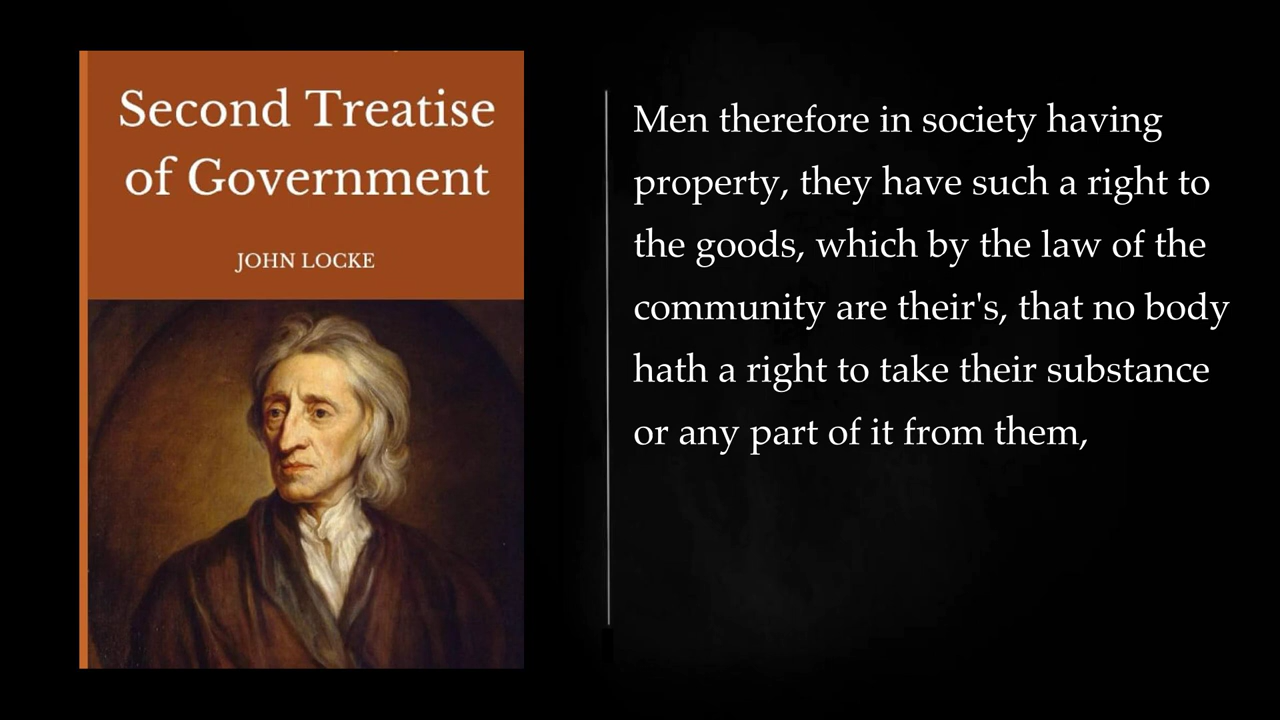 Second Treatise
of Government
JOHN LOCKE
Men therefore in society having
property, they have such a right to
the goods, which by the law of the
community are their's, that no body
hath a right to take their substance
or any part of it from them,